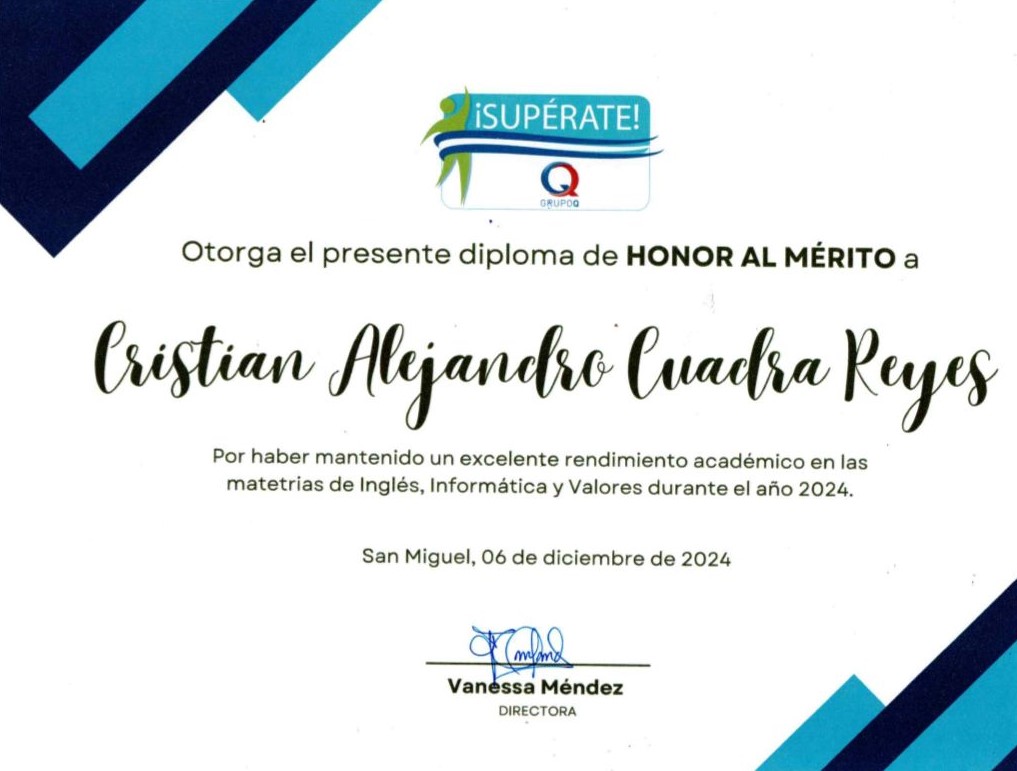 ¡SUPÉRATE!
GRUPOQ
Otorga el presente diploma de HONOR AL MÉRITO a
Cristian Alejandro Cuadra Reyes
Por haber mantenido un excelente rendimiento académico en las
matetrias de Inglés, Informática y Valores durante el año 2024.
San Miguel, 06 de diciembre de 2024
Vanessa Méndez
DIRECTORA